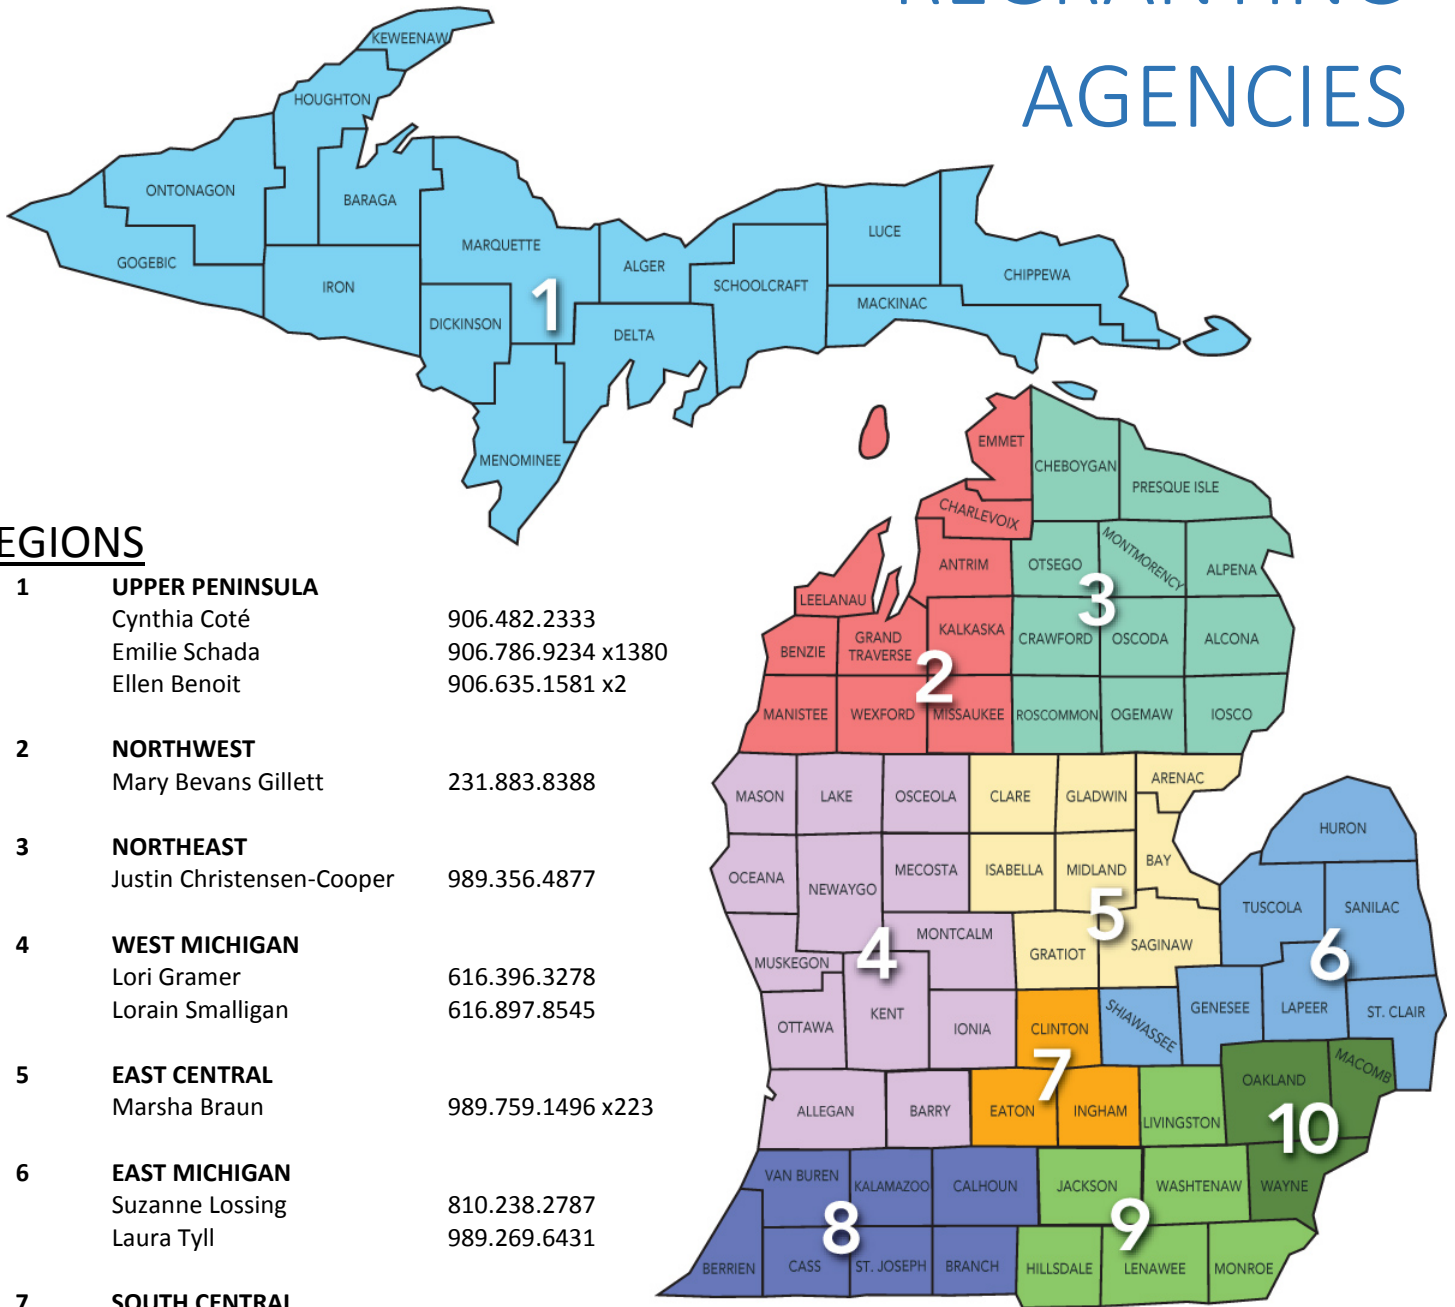 AGENCIES
KEWEENAW
HOUGHTON
ONTONAGON
BARAGA
GOGEBIC
MARQUETTE
IRON
ALGER
LUCE
SCHOOLCRAFT
CHIPPEWA
MACKINAC
DICKINSON
1
DELTA
MENOMINEE
EMMET
CHEBOYGAN
PRESQUE ISLE
CHARLEVOIX
ANTRIM
OTSEGO
MONTMORENCY
ALPENA
LEELANAU
3
BENZIE
GRAND
TRAVERSE
KALKASKA
CRAWFORD
OSCODA
ALCONA
2
MANISTEE
WEXFORD
MISSAUKEE
ROSCOMMON
OGEMAW
IOSCO
MASON
LAKE
OSCEOLA
CLARE
GLADWIN
ARENAC
HURON
OCEANA
NEWAYGO
MECOSTA
ISABELLA
MIDLAND
BAY
TUSCOLA
SANILAC
5
MUSKEGON
4
MONTCALM
GRATIOT
SAGINAW
6
OTTAWA
KENT
IONIA
CLINTON
SHIAWASSEE
GENESEE
LAPEER
ST. CLAIR
7
ALLEGAN
BARRY
EATON
INGHAM
LIVINGSTON
OAKLAND
MACOMB
10
VAN BUREN
KALAMAZOO
CALHOUN
JACKSON
WASHTENAW
WAYNE
8
9
BERRIEN
CASS
ST. JOSEPH
BRANCH
HILLSDALE
LENAWEE
MONROE
EGIONS
1 UPPER PENINSULA
Cynthia Coté 906.482.2333
Emilie Schada 906.786.9234 x1380
Ellen Benoit 906.635.1581 x2
2 NORTHWEST
Mary Bevans Gillett 231.883.8388
3 NORTHEAST
Justin Christensen-Cooper 989.356.4877
4 WEST MICHIGAN
Lori Gramer 616.396.3278
Lorain Smalligan 616.897.8545
5 EAST CENTRAL
Marsha Braun 989.759.1496 x223
6 EAST MICHIGAN
Suzanne Lossing 810.238.2787
Laura Tyll 989.269.6431
7 SOUTH CENTRAL